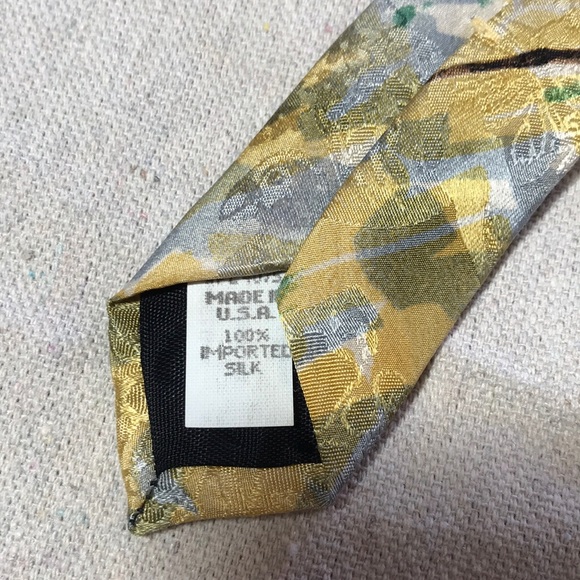 MADE IN
U.S.A.
100%
IMPORTED
SILK